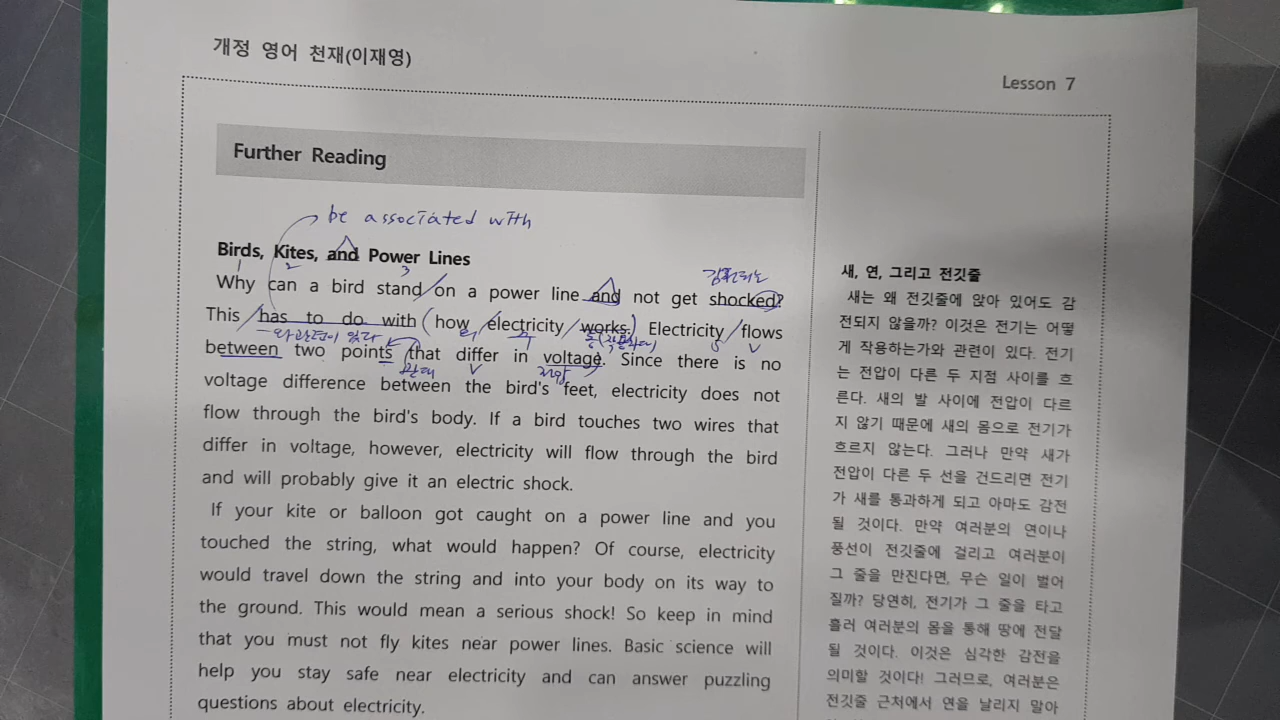 개정 영어 천재(이재영)
Lesson 7
Further Reading
be associated with
Birds, Kites, and Power Lines
1 2 3
Why can a bird stand on a power line and not get shocked?
This has to do with (how electricity works.) Electricity flows
~와 관련이 있다
between two points (that differ in voltage). Since there is no
전압
voltage difference between the bird's feet, electricity does not
flow through the bird's body. If a bird touches two wires that
differ in voltage, however, electricity will flow through the bird
and will probably give it an electric shock.
If your kite or balloon got caught on a power line and you
touched the string, what would happen? Of course, electricity
would travel down the string and into your body on its way to
the ground. This would mean a serious shock! So keep in mind
that you must not fly kites near power lines. Basic science will
help you stay safe near electricity and can answer puzzling
questions about electricity.
새, 연, 그리고 전깃줄
새는 왜 전깃줄에 앉아 있어도 감
전되지 않을까? 이것은 전기는 어떻
게 작용하는가와 관련이 있다. 전기
는 전압이 다른 두 지점 사이를 흐
른다. 새의 발 사이에 전압이 다르
지 않기 때문에 새의 몸으로 전기가
흐르지 않는다. 그러나 만약 새가
전압이 다른 두 선을 건드리면 전기
가 새를 통과하게 되고 아마도 감전
될 것이다. 만약 여러분의 연이나
풍선이 전깃줄에 걸리고 여러분이
그 줄을 만진다면, 무슨 일이 벌어
질까? 당연히, 전기가 그 줄을 타고
흘러 여러분의 몸을 통해 땅에 전달
될 것이다. 이것은 심각한 감전을
의미할 것이다! 그러므로, 여러분은
전깃줄 근처에서 연을 날리지 말아